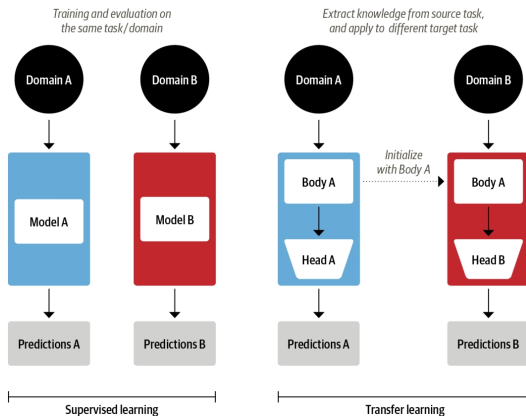 Training and evaluation on
the same task/domain
Extract knowledge from source task,
and apply to different target task
Domain A
Domain B
Domain A
Domain B
Initialize
with Body A
Model A
Model B
Body A
Body A
Head A
Head B
Predictions A
Predictions B
Predictions A
Predictions B
Supervised learning
Transfer learning